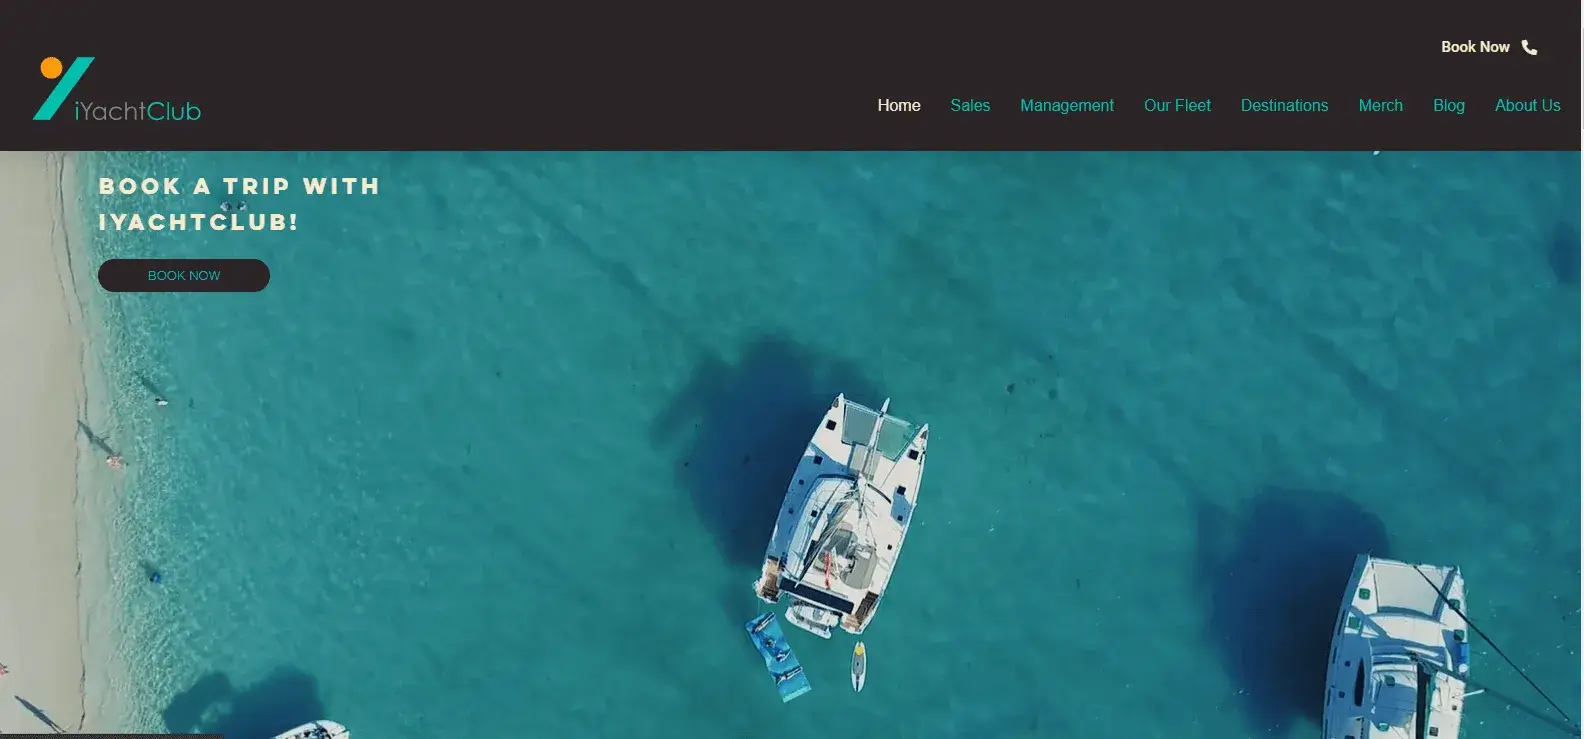 Book Now
iYachtClub
Home Sales Management Our Fleet Destinations Merch Blog About Us
BOOK A TRIP WITH
IYACHTCLUB!
BOOK NOW